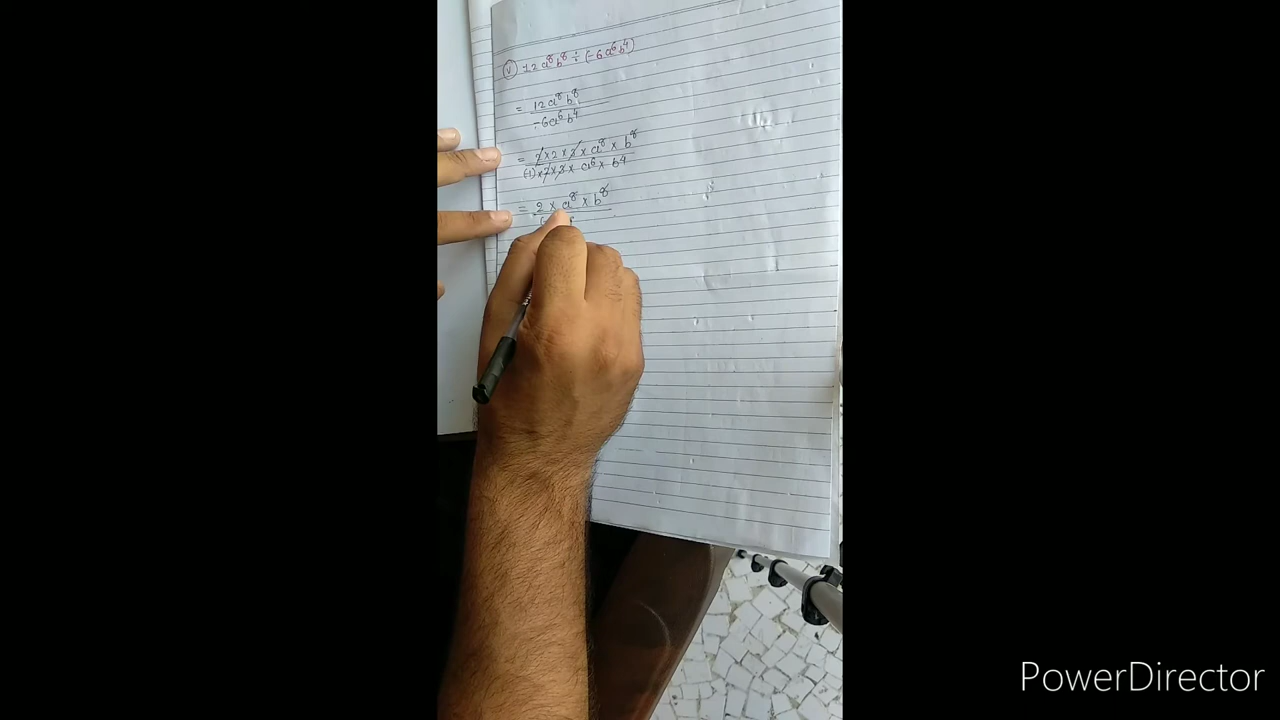 (v) 12a⁸b⁸ ÷ (-6a⁶b⁴)
= 12a⁸b⁸
-6a⁶b⁴
= 2×2×3×a⁸×b⁸
(-1)×2×3×a⁶×b⁴
= 2×a⁸×b⁸
PowerDirector